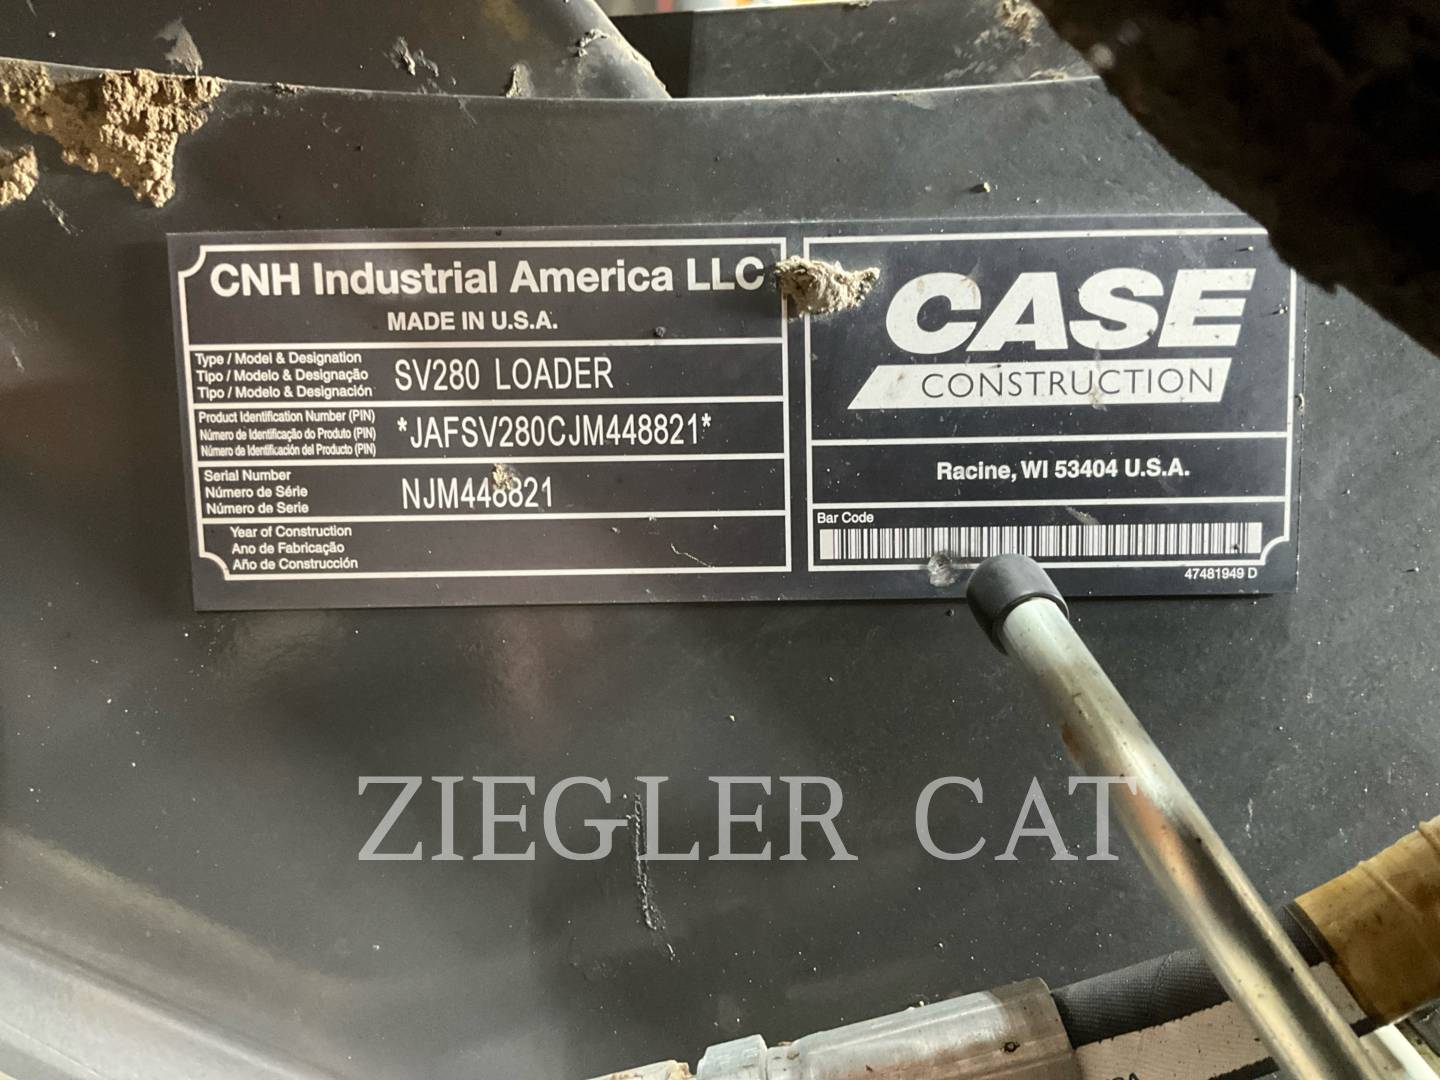 CNH Industrial America LLC
MADE IN U.S.A.
Type / Model & Designation
Tipo / Modelo & Designação
Tipo / Modelo & Designación
SV280 LOADER
Product Identification Number (PIN)
Número de Identificação do Produto (PIN)
Número de Identificación del Producto (PIN)
*JAFSV280CJM448821*
Serial Number
Número de Série
Número de Serie
NJM448821
Year of Construction
Ano de Fabricação
Año de Construcción
CASE
CONSTRUCTION
Racine, WI 53404 U.S.A.
Bar Code
47481949 D
ZIEGLER CAT